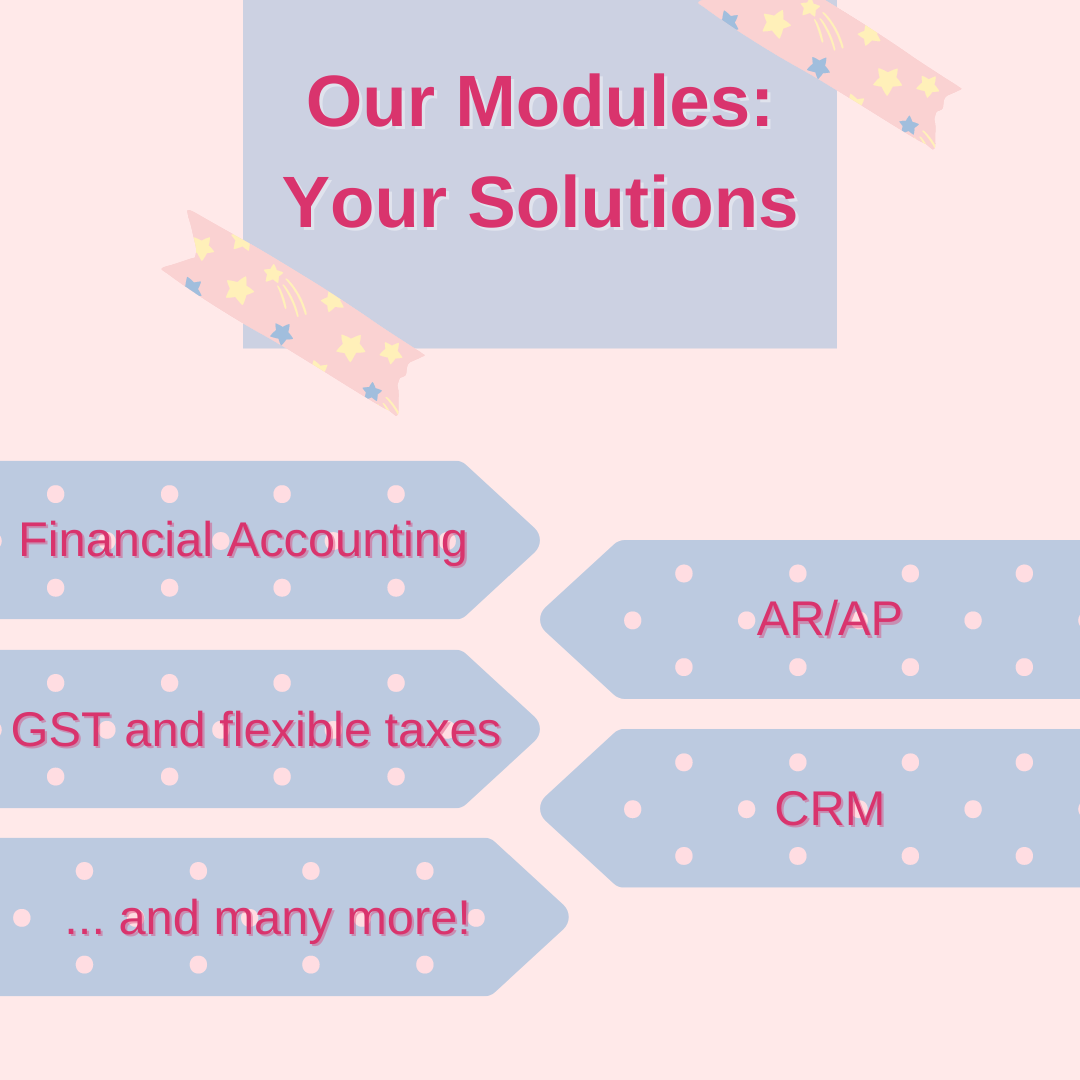 Our Modules:
Your Solutions
Financial Accounting
AR/AP
GST and flexible taxes
CRM
... and many more!